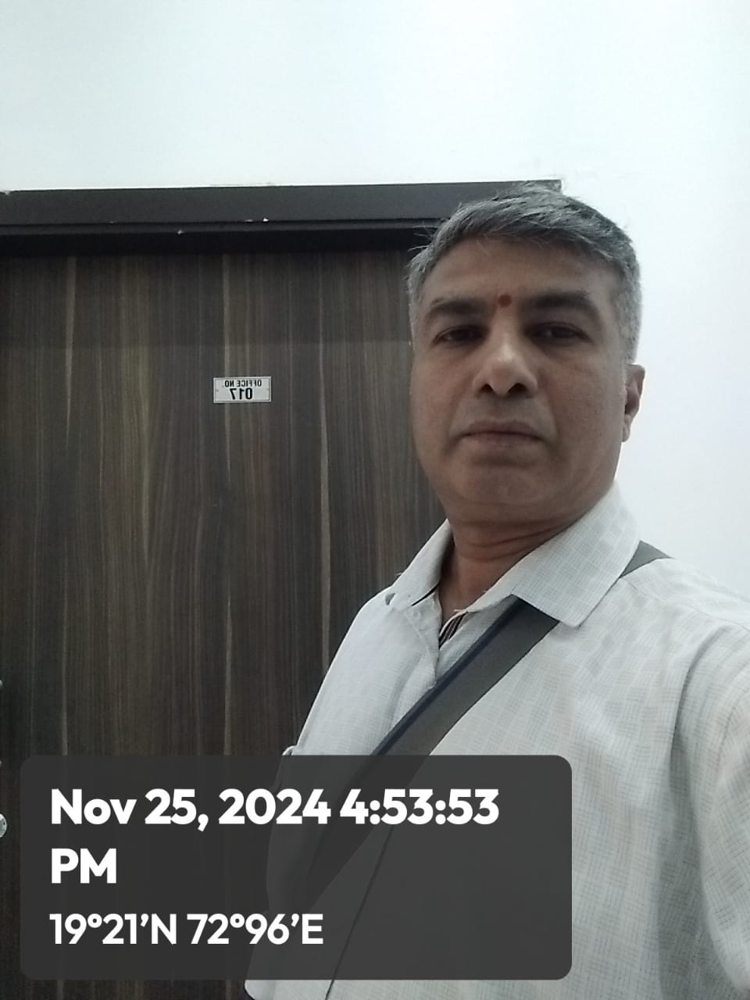 OFFICE NO.
017
Nov 25, 2024 4:53:53
PM
19°21’N 72°96’E